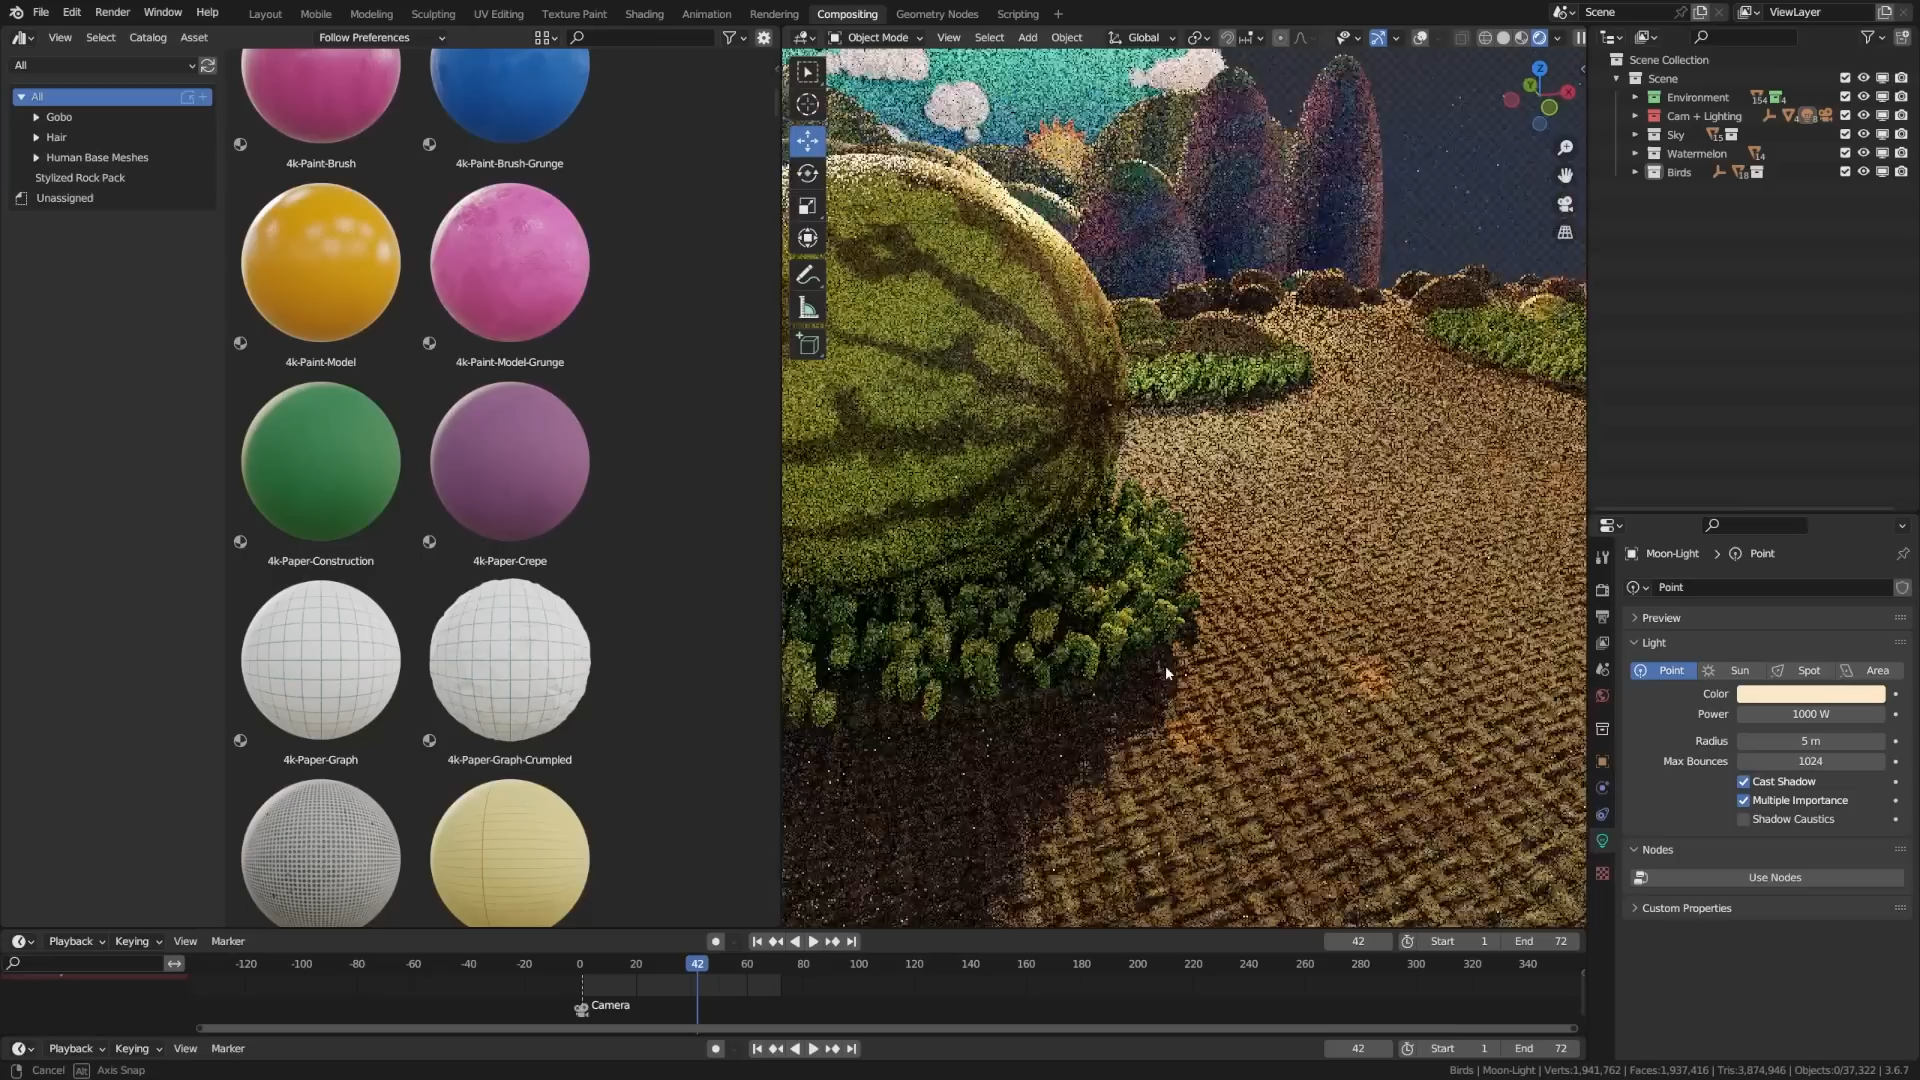 File Edit Render Window Help Layout Mobile Modeling Sculpting UV Editing Texture Paint Shading Animation Rendering Compositing Geometry Nodes Scripting + Scene ViewLayer
View Select Catalog Asset Follow Preferences Object Mode View Select Add Object Global
All
All
Gobo
Hair
Human Base Meshes
Stylized Rock Pack
Unassigned
4k-Paint-Brush 4k-Paint-Brush-Grunge
4k-Paint-Model 4k-Paint-Model-Grunge
4k-Paper-Construction 4k-Paper-Crepe
4k-Paper-Graph 4k-Paper-Graph-Crumpled
Z
Y
X
Scene Collection
Scene
Environment 154 4
Cam + Lighting 4 8
Sky 15
Watermelon 14
Birds 18
Moon-Light > Point
Point
Preview
Light
Point Sun Spot Area
Color
Power 1000 W
Radius 5 m
Max Bounces 1024
Cast Shadow
Multiple Importance
Shadow Caustics
Nodes
Use Nodes
Custom Properties
Playback Keying View Marker 42 Start 1 End 72
-120 -100 -80 -60 -40 -20 0 20 42 60 80 100 120 140 160 180 200 220 240 260 280 300 320 340
Camera
Playback Keying View Marker 42 Start 1 End 72
Cancel Alt Axis Snap Birds | Moon-Light | Verts:1,941,762 | Faces:1,937,416 | Tris:3,874,946 | Objects:0/37,322 | 3.6.7